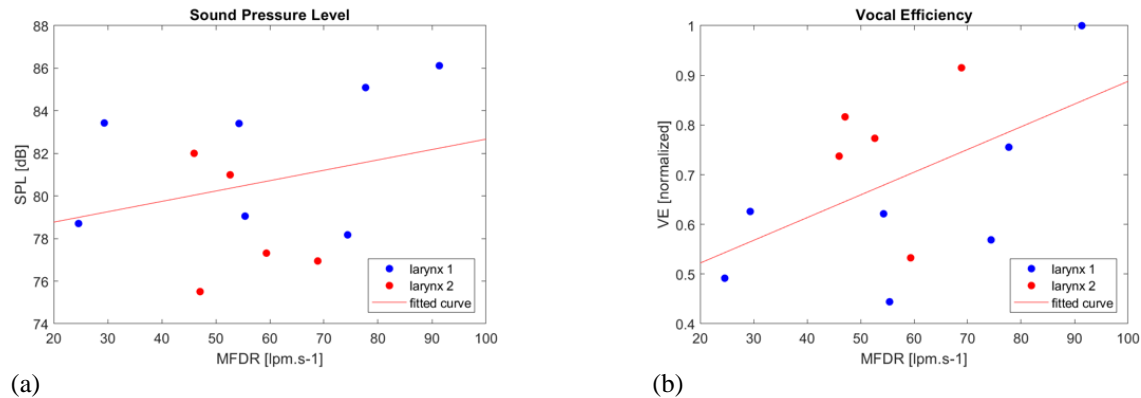 Sound Pressure Level
88
86
84
82
80
78
76
74
SPL [dB]
20 30 40 50 60 70 80 90 100
MFDR [lpm.s-1]
larynx 1
larynx 2
fitted curve
(a)
Vocal Efficiency
1
0.9
0.8
0.7
0.6
0.5
0.4
VE [normalized]
20 30 40 50 60 70 80 90 100
MFDR [lpm.s-1]
larynx 1
larynx 2
fitted curve
(b)